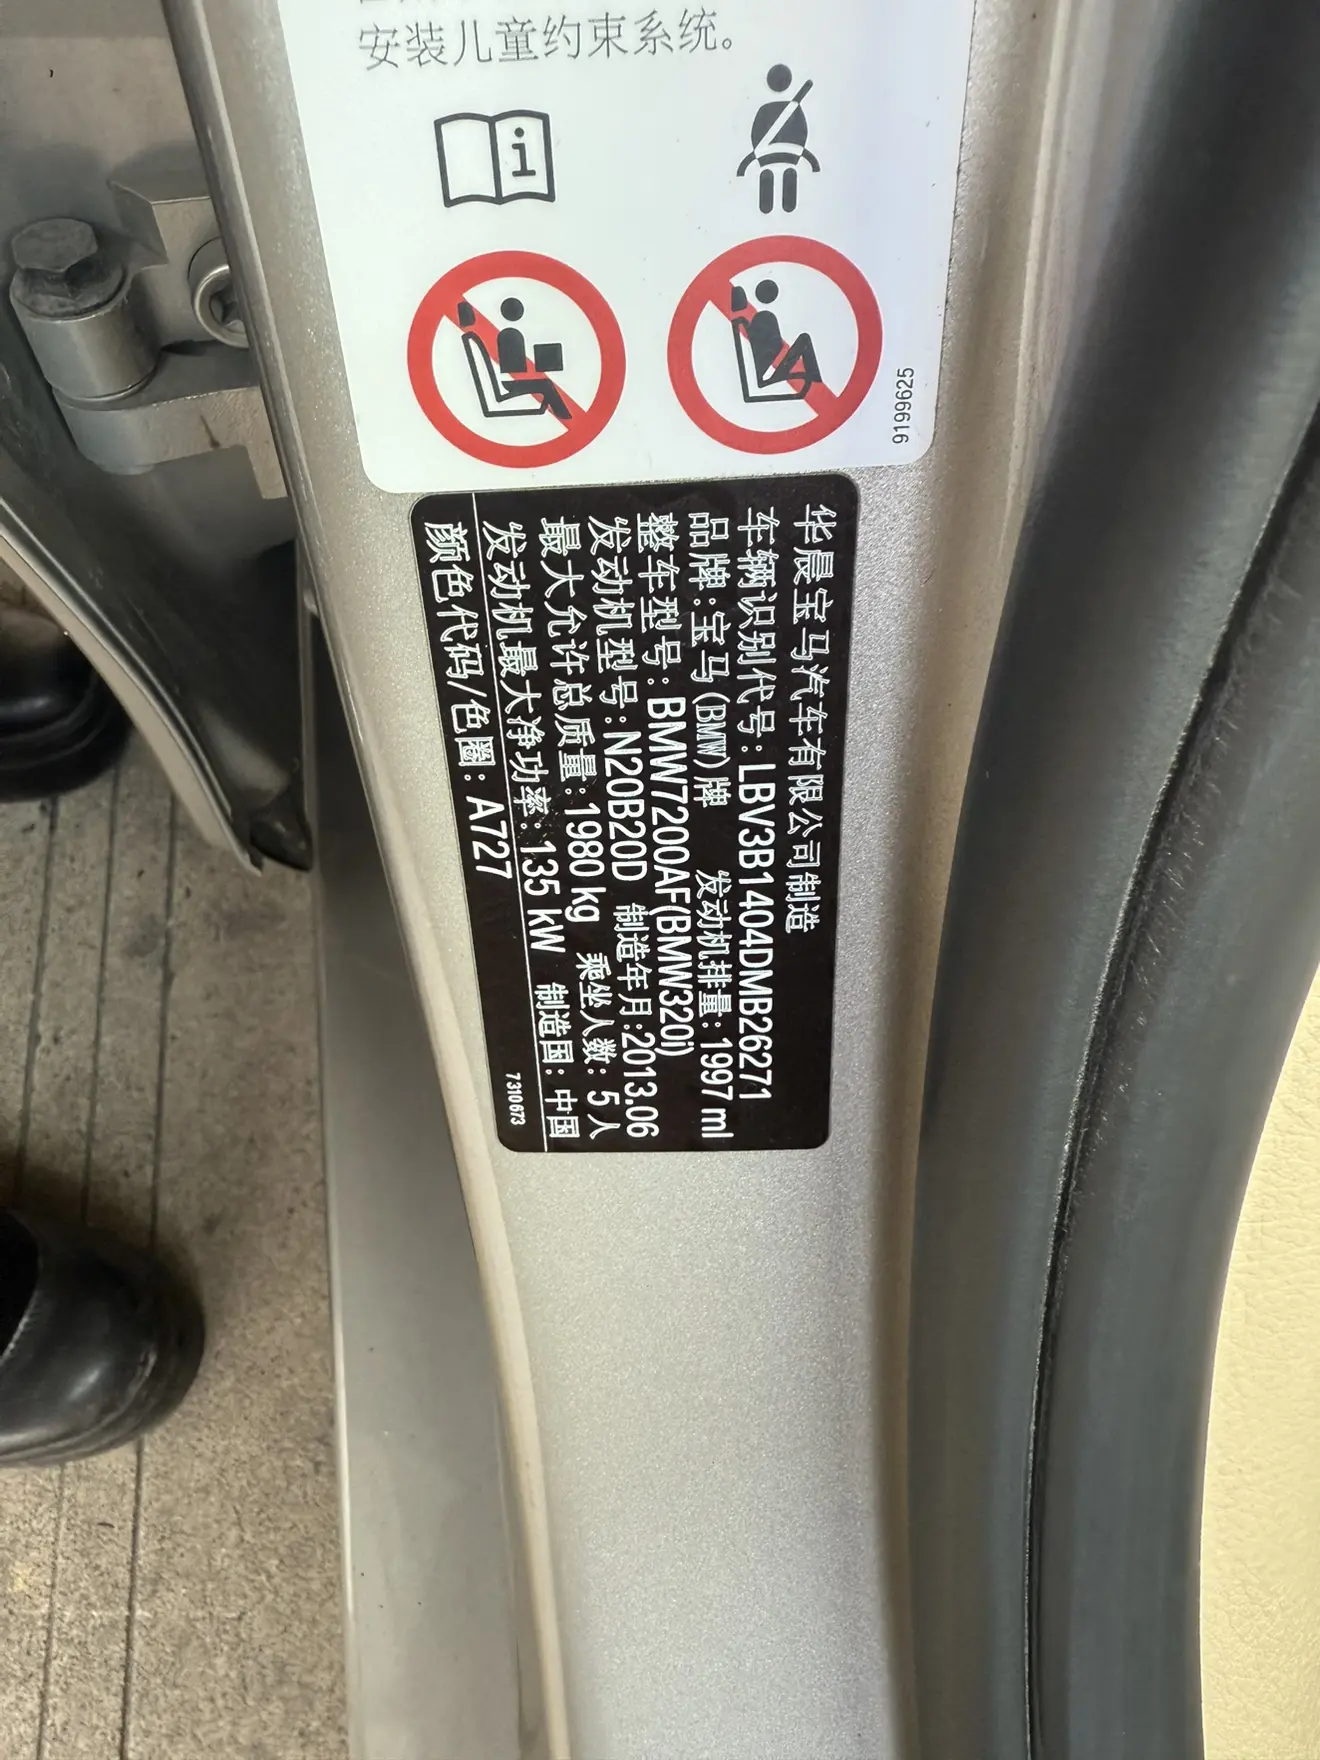 安装儿童约束系统。
9199625
华晨宝马汽车有限公司制造
车辆识别代号：LBV3B1404DMB26271
品牌：宝马(BMW)牌 发动机排量：1997 ml
整车型号：BMW7200AF(BMW320i)
发动机型号：N20B20D 制造年月：2013.06
最大允许总质量：1980 kg 乘坐人数：5人
发动机最大净功率：135 kW 制造国：中国
颜色代码/色圈：A727
7310673